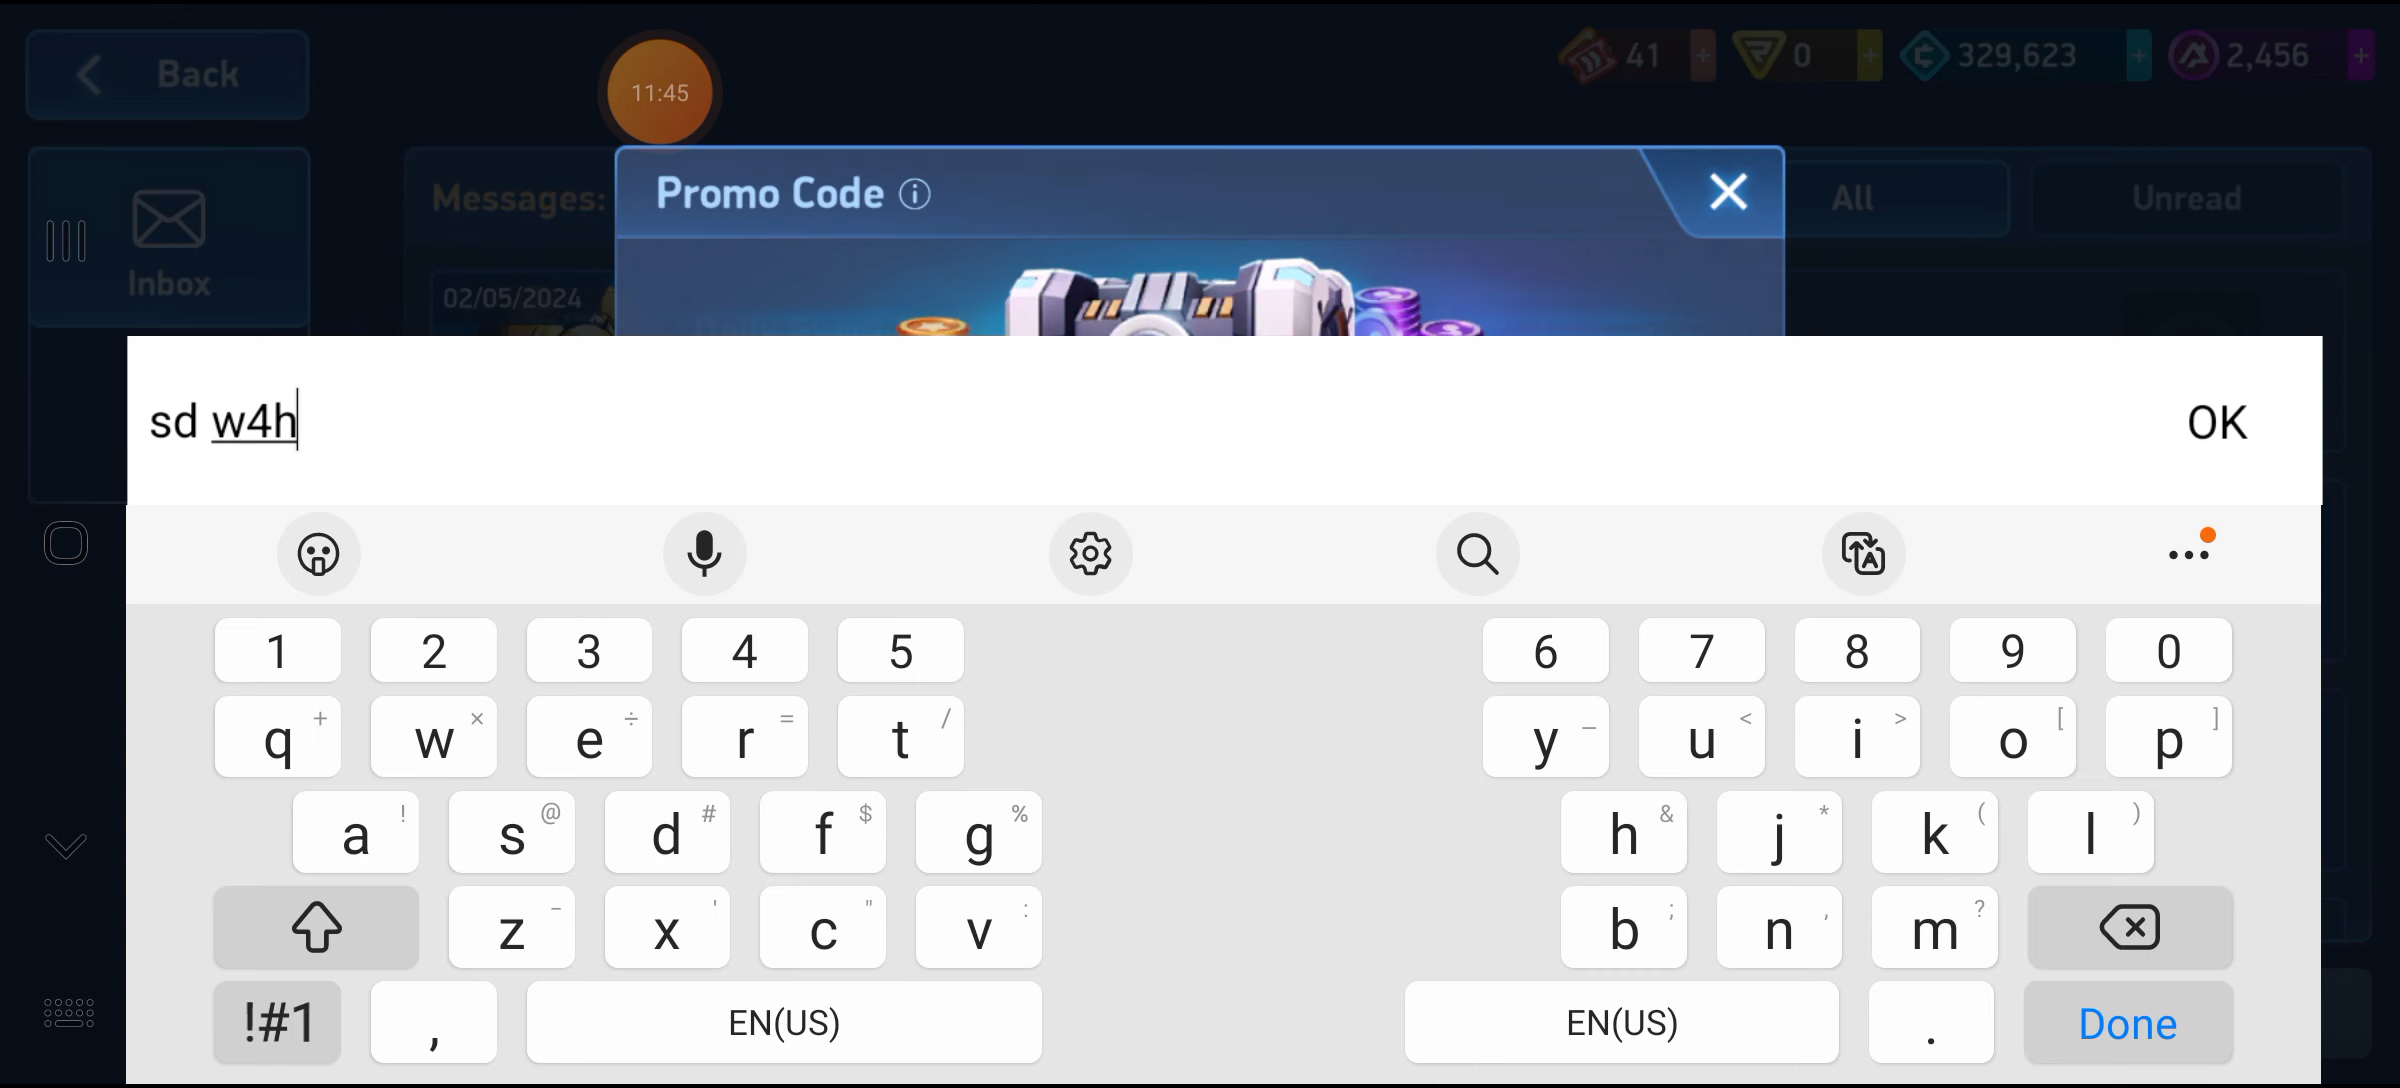 Back
11:45
41
0
329,623
2,456
Messages:
Promo Code
All
Unread
Inbox
02/05/2024
sd w4h
OK
1 2 3 4 5 6 7 8 9 0
q + w × e ÷ r = t / y _ u < i > o [ p ]
a ! s @ d # f $ g % h & j * k ( l )
z - x ' c " v : b ; n , m ?
!#1 , EN(US) EN(US) . Done